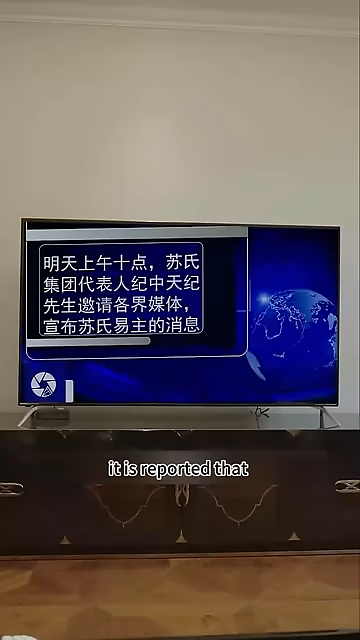 明天上午十点，苏氏
集团代表人纪中天纪
先生邀请各界媒体，
宣布苏氏易主的消息
it is reported that